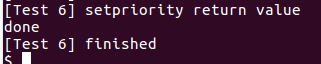 [Test 6] setpriority return value
done
[Test 6] finished
$